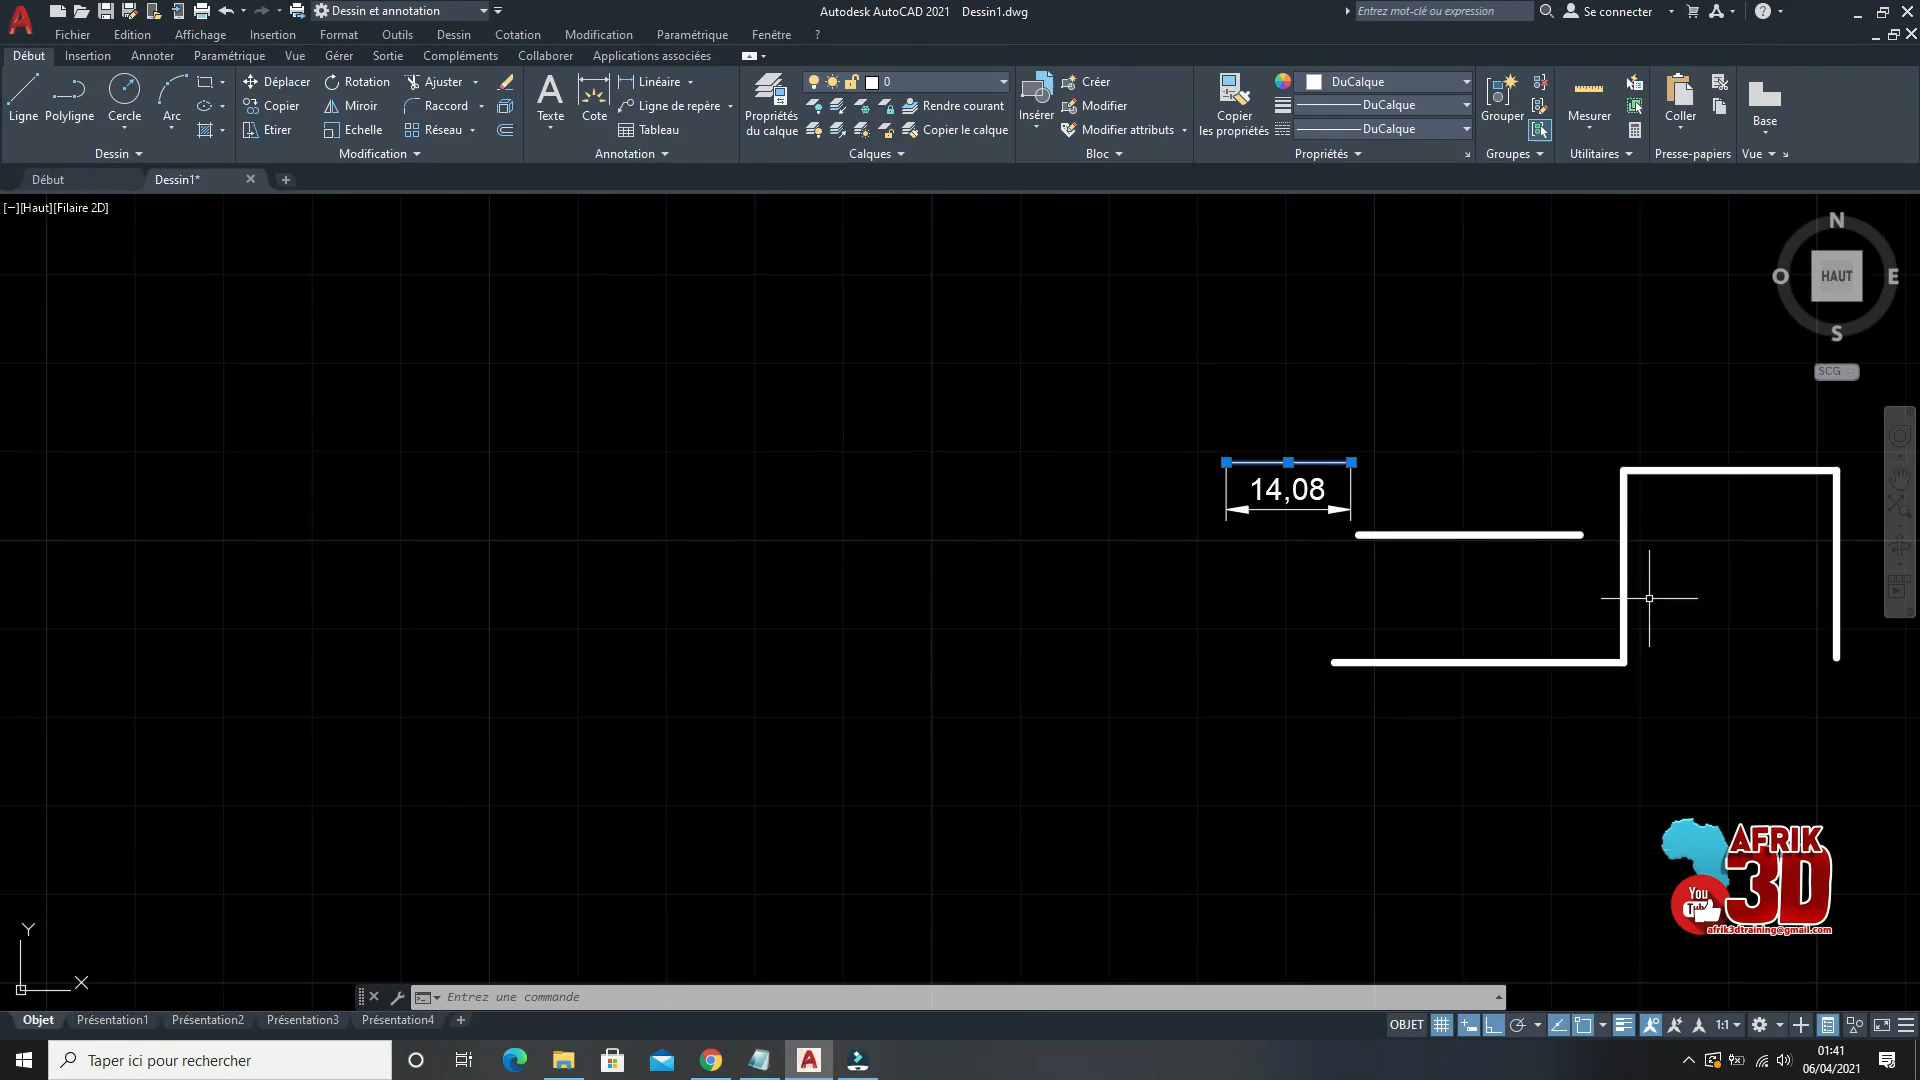 Dessin et annotation
Autodesk AutoCAD 2021 Dessin1.dwg
Entrez mot-clé ou expression
Se connecter
?
Fichier Edition Affichage Insertion Format Outils Dessin Cotation Modification Paramétrique Fenêtre ?
Début Insertion Annoter Paramétrique Vue Gérer Sortie Compléments Collaborer Applications associées
Ligne Polyligne Cercle Arc
Dessin
Déplacer Rotation Ajuster
Copier Miroir Raccord
Etirer Echelle Réseau
Modification
A
Texte Cote
Linéaire
Ligne de repère
Tableau
Annotation
Propriétés
du calque
0
Rendre courant
Copier le calque
Calques
Insérer
Créer
Modifier
Modifier attributs
Bloc
Copier
les propriétés
DuCalque
DuCalque
DuCalque
Propriétés
Grouper
Groupes
Mesurer
Utilitaires
Coller
Presse-papiers
Base
Vue
Début Dessin1*
[−][Haut][Filaire 2D]
N
O HAUT E
S
SCG
14,08
AFRIK
3D
You
Tube
afrik3dtraining@gmail.com
Y
X
Entrez une commande
Objet Présentation1 Présentation2 Présentation3 Présentation4 +
OBJET
1:1
Taper ici pour rechercher
01:41
06/04/2021